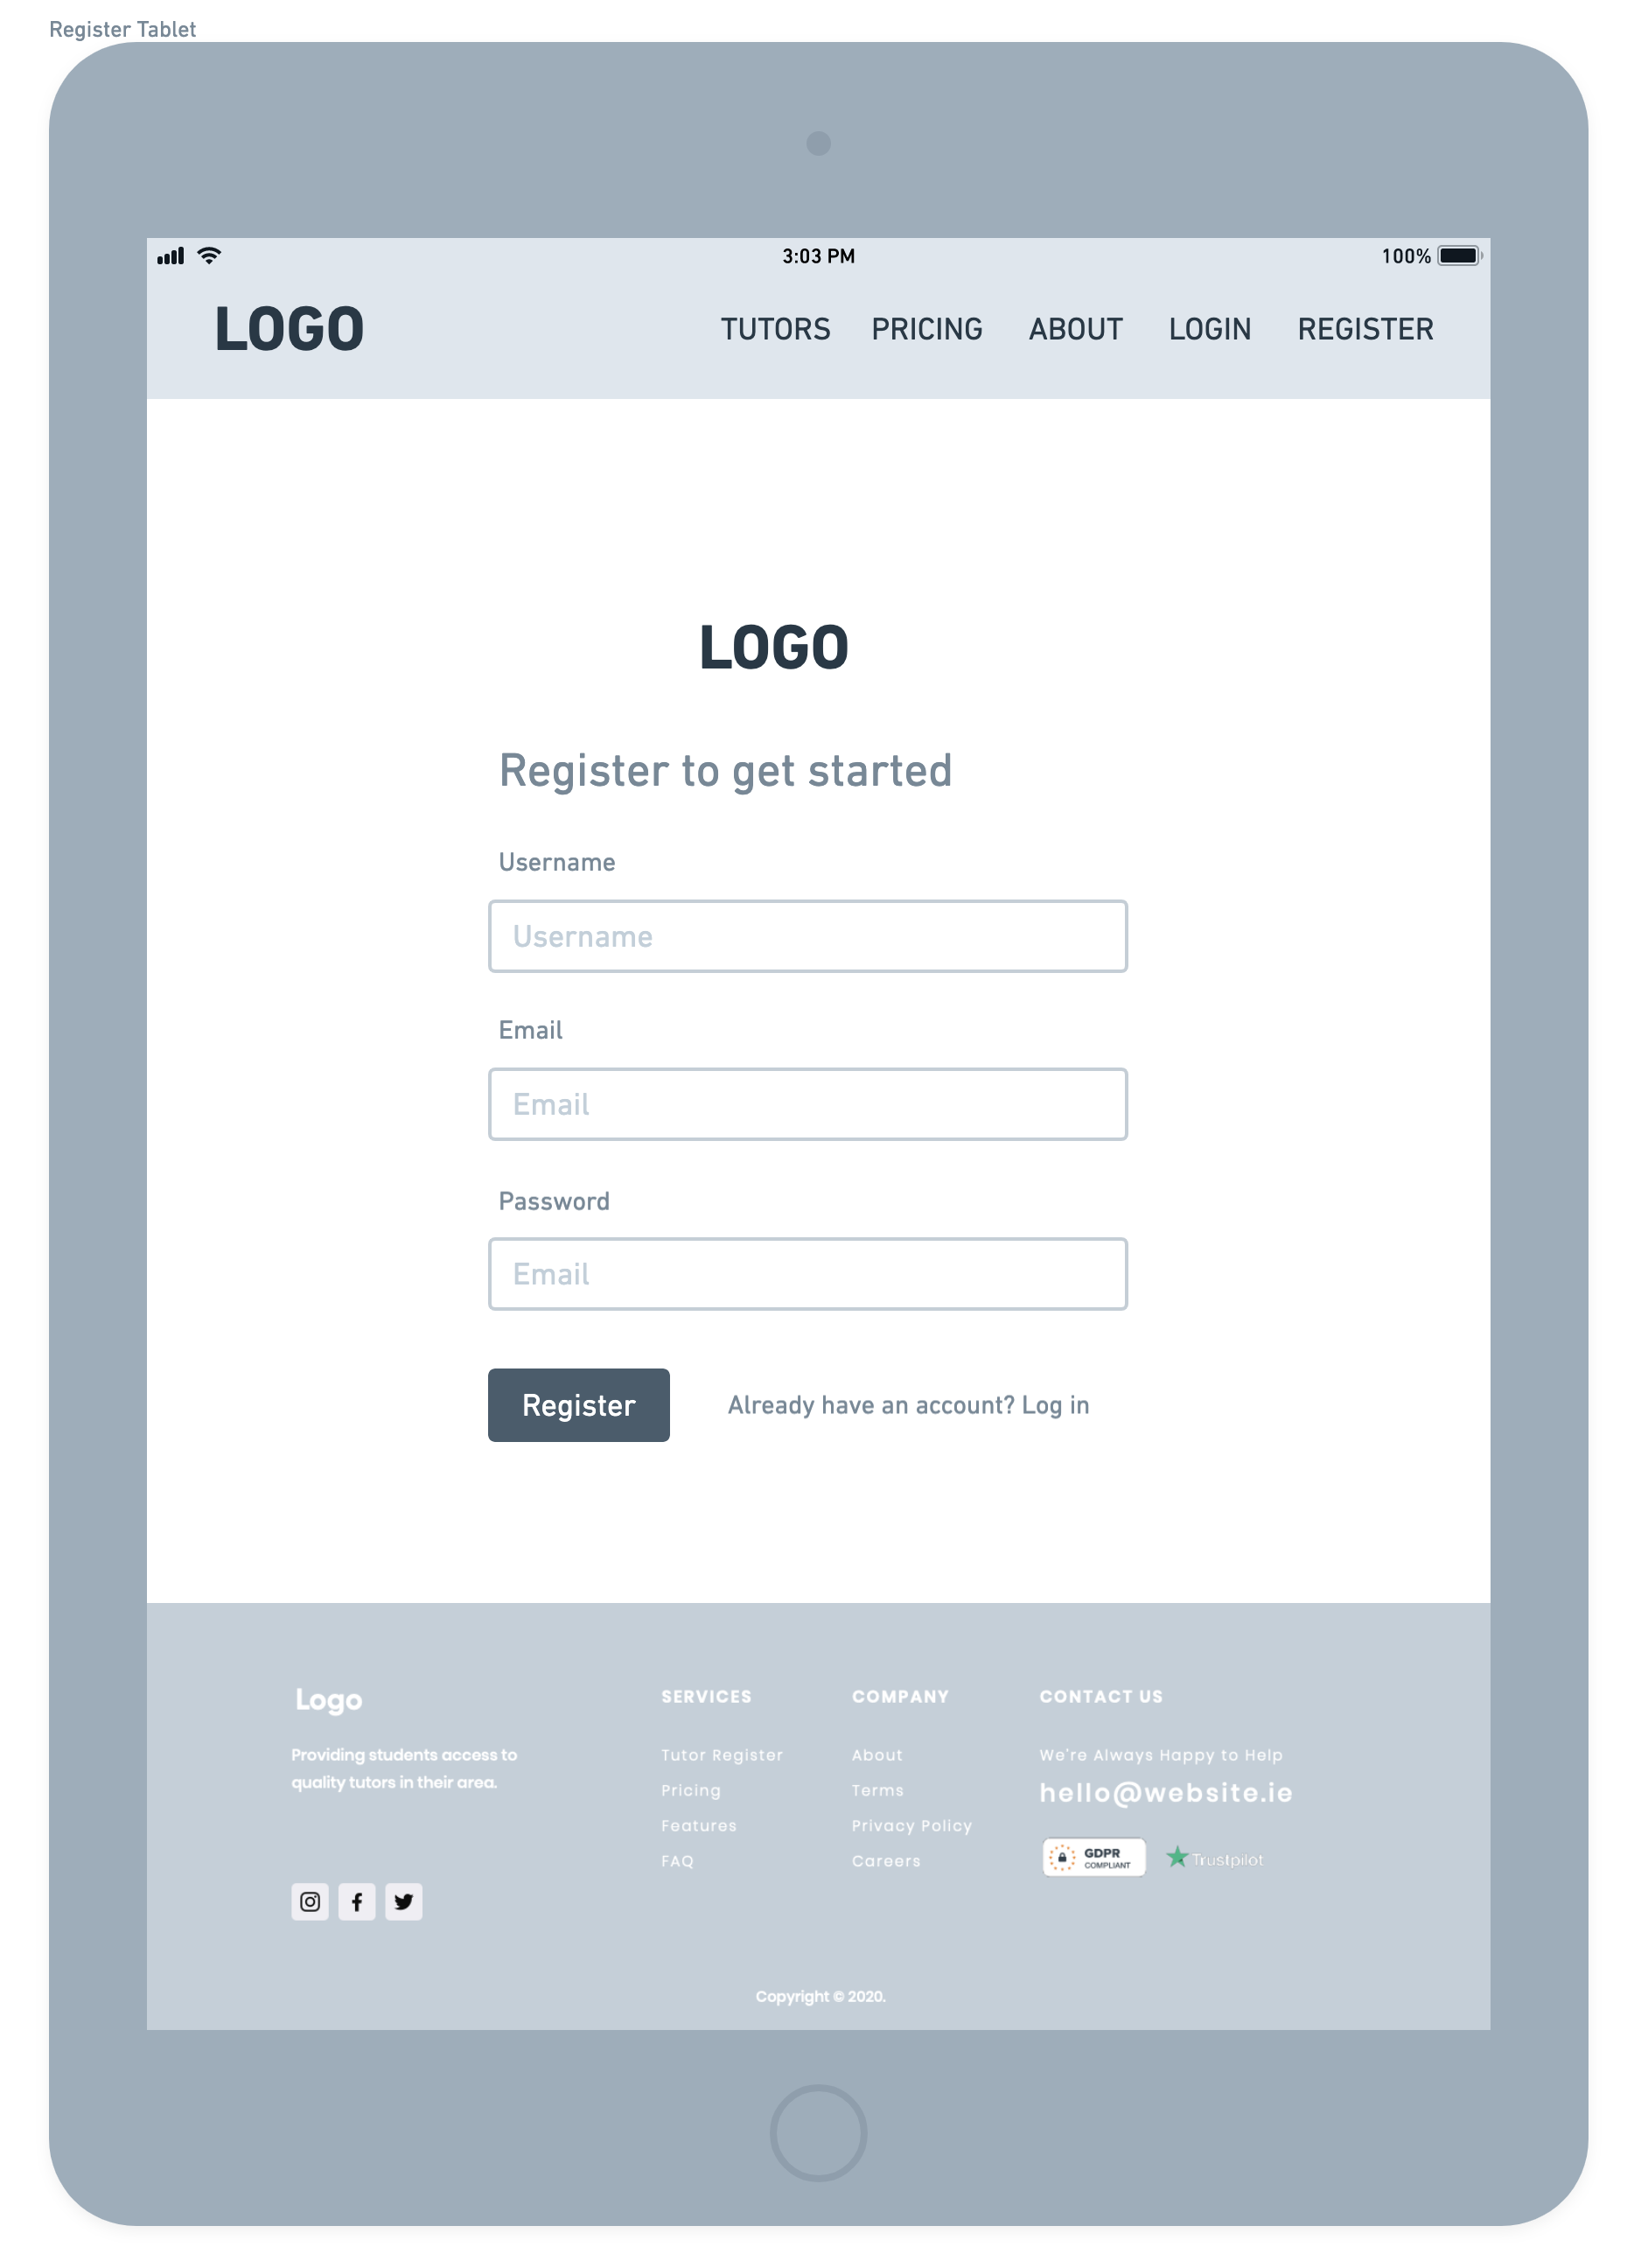 Register Tablet
3:03 PM
100%
LOGO
TUTORS PRICING ABOUT LOGIN REGISTER
LOGO
Register to get started
Username
Username
Email
Email
Password
Email
Register
Already have an account? Log in
Logo
Providing students access to
quality tutors in their area.
SERVICES
Tutor Register
Pricing
Features
FAQ
COMPANY
About
Terms
Privacy Policy
Careers
CONTACT US
We're Always Happy to Help
hello@website.ie
GDPR
COMPLIANT
Trustpilot
Copyright © 2020.